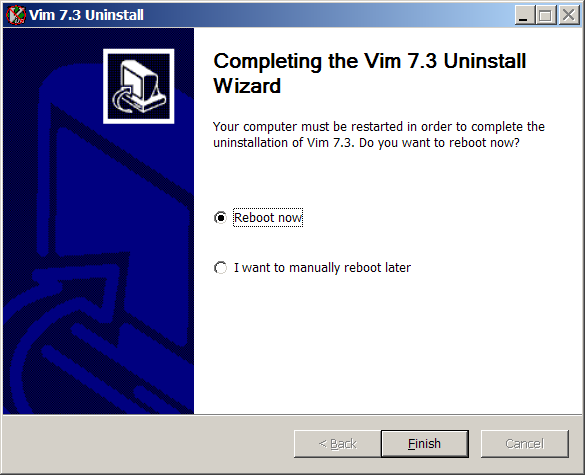 Vim 7.3 Uninstall
Completing the Vim 7.3 Uninstall
Wizard
Your computer must be restarted in order to complete the
uninstallation of Vim 7.3. Do you want to reboot now?
Reboot now
I want to manually reboot later
< Back
Finish
Cancel